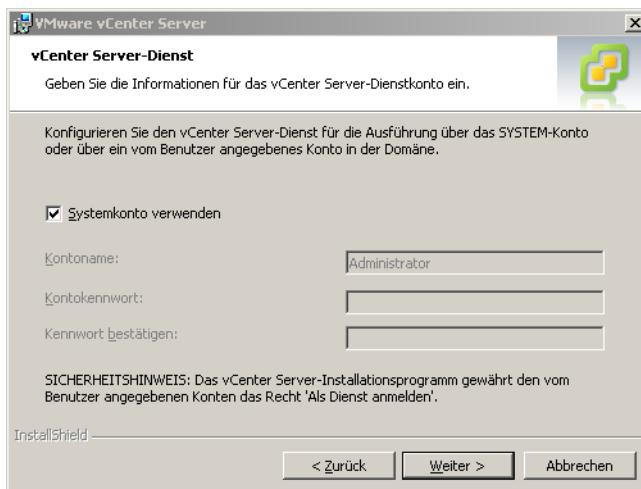 VMware vCenter Server
vCenter Server-Dienst
Geben Sie die Informationen für das vCenter Server-Dienstkonto ein.
Konfigurieren Sie den vCenter Server-Dienst für die Ausführung über das SYSTEM-Konto
oder über ein vom Benutzer angegebenes Konto in der Domäne.
Systemkonto verwenden
Kontoname:
Administrator
Kontokennwort:
Kennwort bestätigen:
SICHERHEITSHINWEIS: Das vCenter Server-Installationsprogramm gewährt den vom
Benutzer angegebenen Konten das Recht 'Als Dienst anmelden'.
InstallShield
< Zurück
Weiter >
Abbrechen